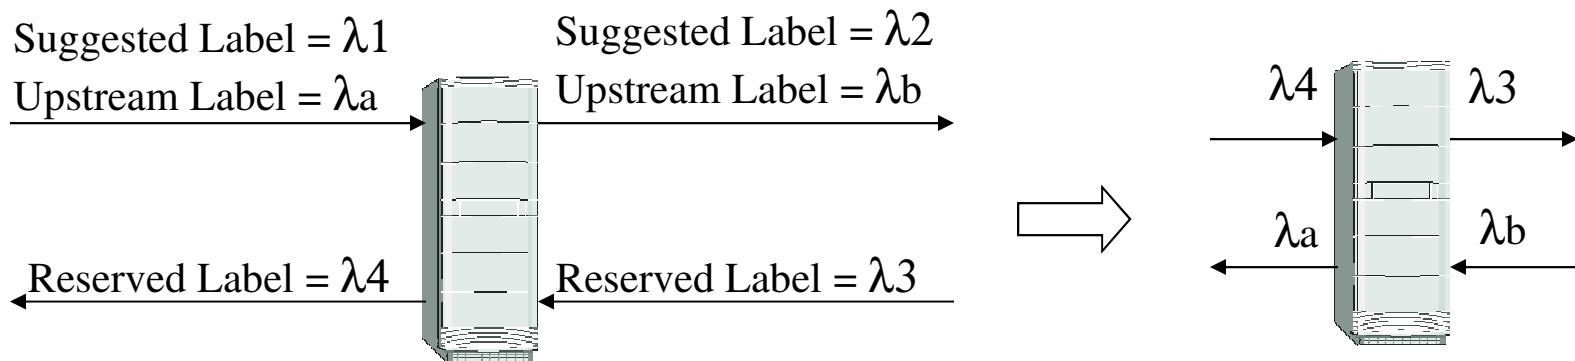 Suggested Label = λ1
Upstream Label = λa
Suggested Label = λ2
Upstream Label = λb
Reserved Label = λ4
Reserved Label = λ3
λ4
λ3
λa
λb